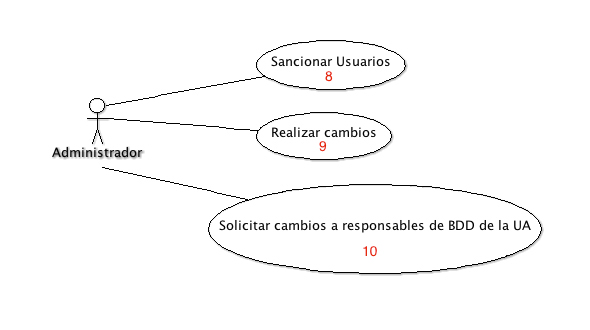 Sancionar Usuarios
8
Realizar cambios
9
Administrador
Solicitar cambios a responsables de BDD de la UA
10